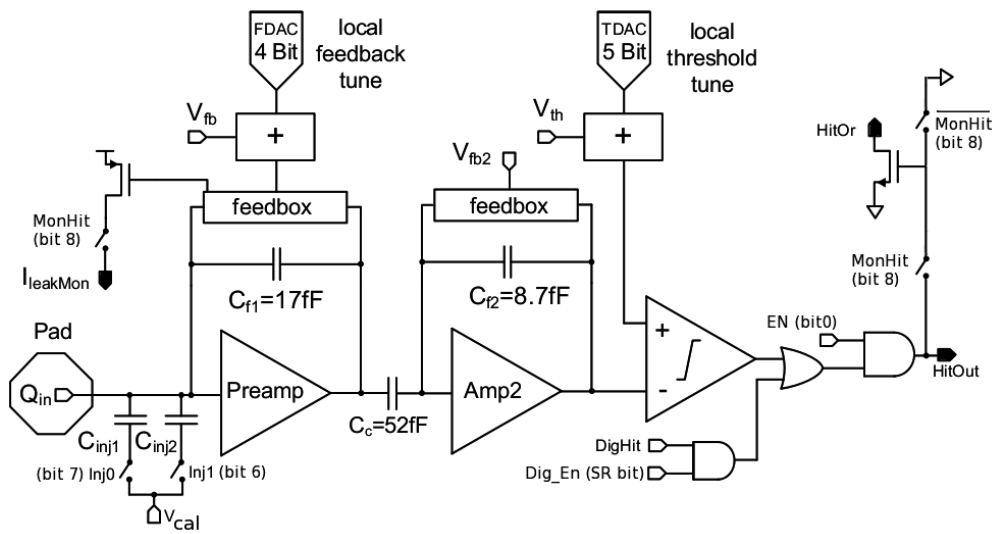 FDAC
4 Bit
local
feedback
tune
TDAC
5 Bit
local
threshold
tune
V_fb
+
V_th
+
V_fb2
HitOr
MonHit
(bit 8)
feedbox
feedbox
MonHit
(bit 8)
I_leakMon
C_f1=17fF
C_f2=8.7fF
MonHit
(bit 8)
Pad
EN (bit0)
+
Q_in
Preamp
Amp2
-
HitOut
C_c=52fF
C_inj1
C_inj2
DigHit
(bit 7) Inj0
Inj1 (bit 6)
Dig_En (SR bit)
V_cal